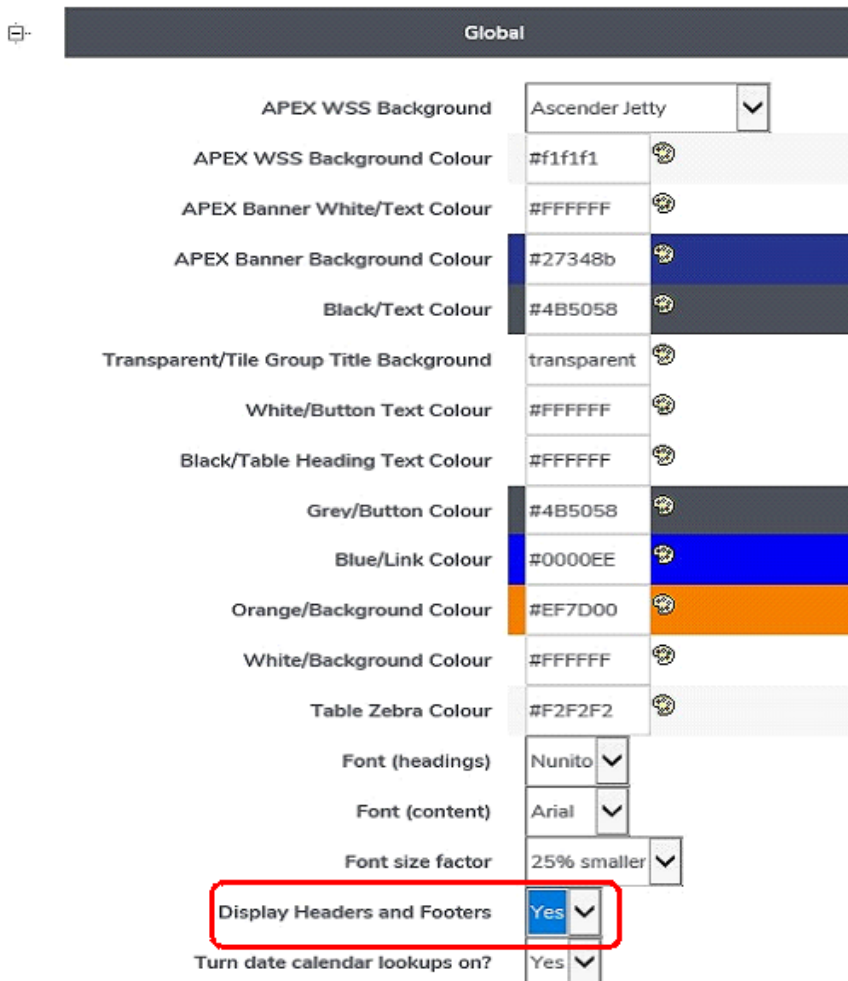 Global
APEX WSS Background Ascender Jetty
APEX WSS Background Colour #f1f1f1
APEX Banner White/Text Colour #FFFFFF
APEX Banner Background Colour #27348b
Black/Text Colour #4B5058
Transparent/Tile Group Title Background transparent
White/Button Text Colour #FFFFFF
Black/Table Heading Text Colour #FFFFFF
Grey/Button Colour #4B5058
Blue/Link Colour #0000EE
Orange/Background Colour #EF7D00
White/Background Colour #FFFFFF
Table Zebra Colour #F2F2F2
Font (headings) Nunito
Font (content) Arial
Font size factor 25% smaller
Display Headers and Footers Yes
Turn date calendar lookups on? Yes